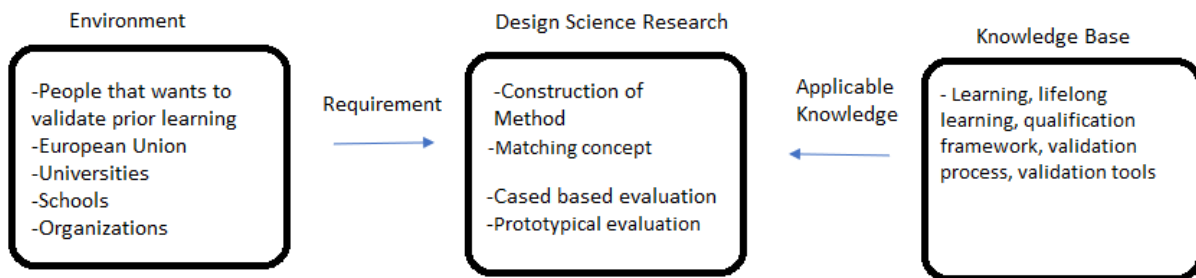 Environment
-People that wants to
validate prior learning
-European Union
-Universities
-Schools
-Organizations
Requirement
Design Science Research
-Construction of
Method
-Matching concept
-Cased based evaluation
-Prototypical evaluation
Applicable
Knowledge
Knowledge Base
- Learning, lifelong
learning, qualification
framework, validation
process, validation tools